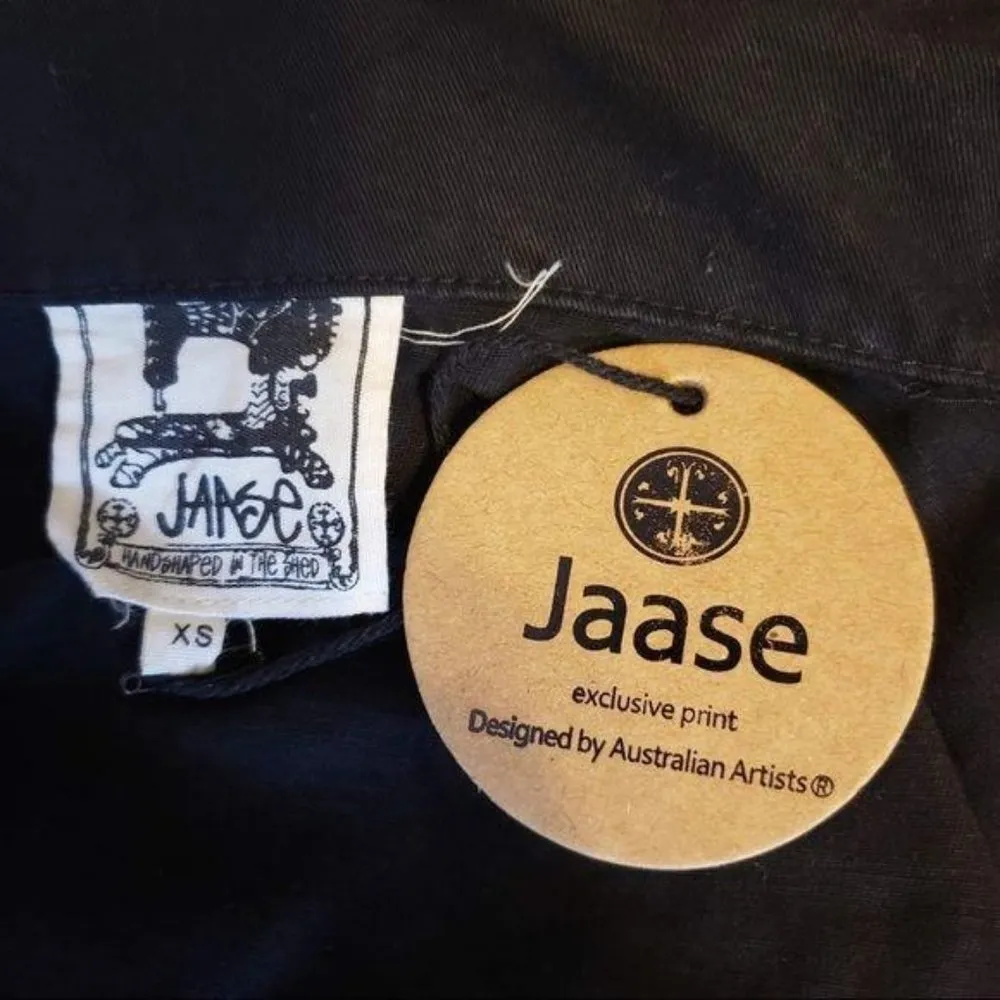 JAASE
HANDSHAPED IN THE SHED
XS
Jaase
exclusive print
Designed by Australian Artists®